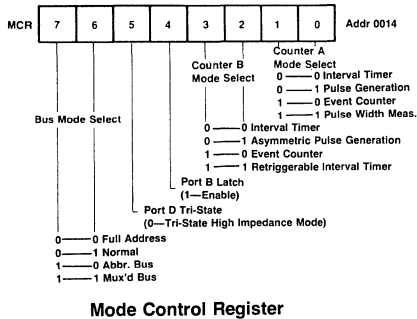 MCR 7 6 5 4 3 2 1 0 Addr 0014
Counter A
Mode Select
0—0 Interval Timer
0—1 Pulse Generation
1—0 Event Counter
1—1 Pulse Width Meas.
Counter B
Mode Select
0—0 Interval Timer
0—1 Asymmetric Pulse Generation
1—0 Event Counter
1—1 Retriggerable Interval Timer
Port B Latch
(1—Enable)
Port D Tri-State
(0—Tri-State High Impedance Mode)
Bus Mode Select
0—0 Full Address
0—1 Normal
1—0 Abbr. Bus
1—1 Mux'd Bus
Mode Control Register